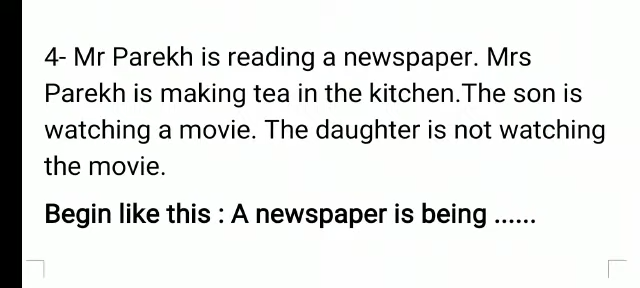 4- Mr Parekh is reading a newspaper. Mrs
Parekh is making tea in the kitchen.The son is
watching a movie. The daughter is not watching
the movie.
Begin like this : A newspaper is being ......